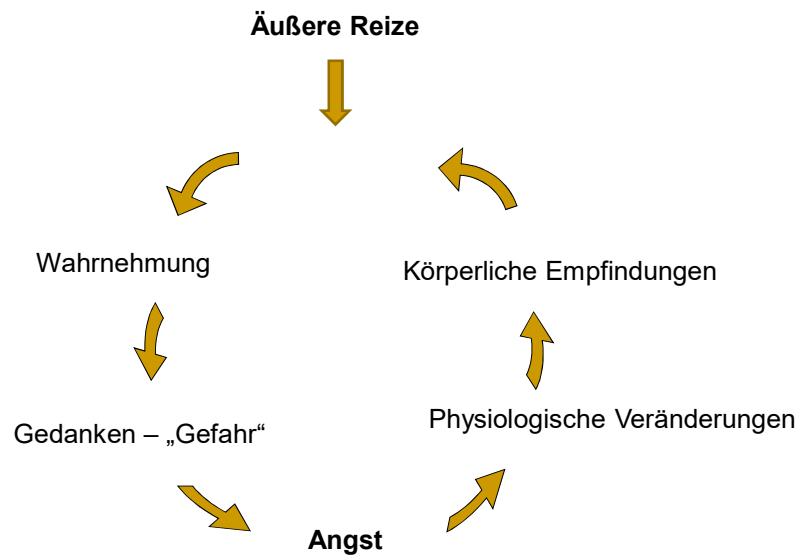 Äußere Reize
Wahrnehmung
Körperliche Empfindungen
Gedanken – „Gefahr“
Physiologische Veränderungen
Angst